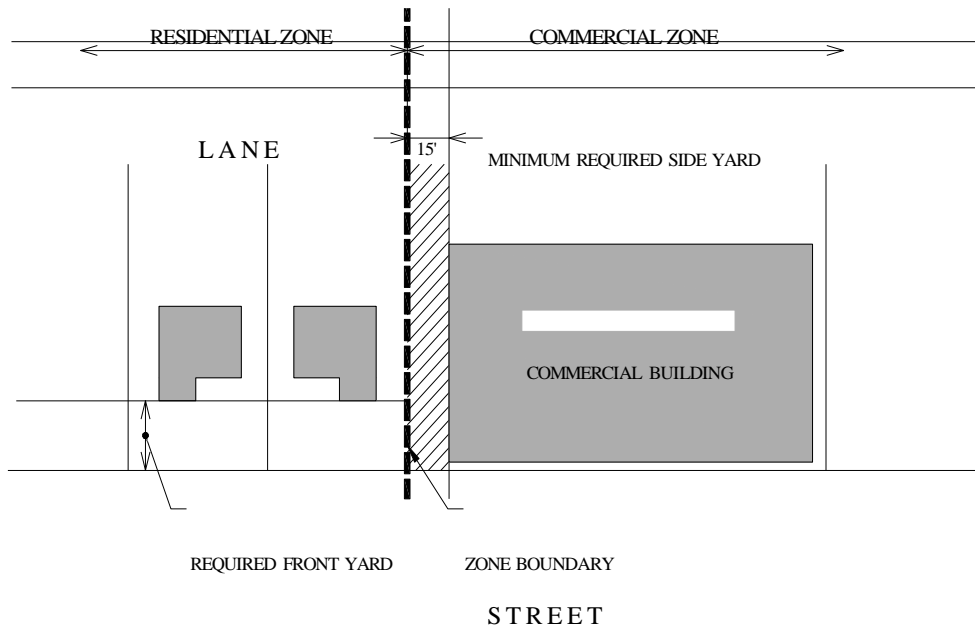 RESIDENTIAL ZONE
COMMERCIAL ZONE
LANE
15'
MINIMUM REQUIRED SIDE YARD
COMMERCIAL BUILDING
REQUIRED FRONT YARD
ZONE BOUNDARY
STREET